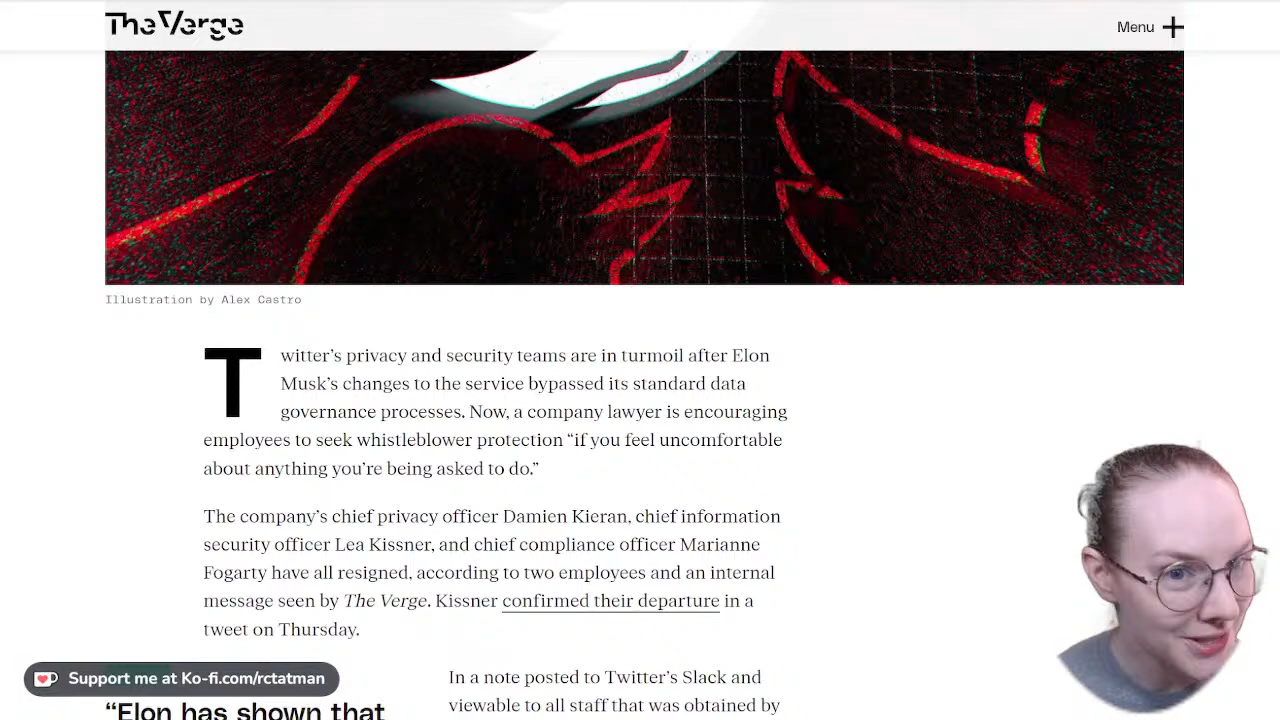 The Verge
Menu
Illustration by Alex Castro
Twitter’s privacy and security teams are in turmoil after Elon
Musk’s changes to the service bypassed its standard data
governance processes. Now, a company lawyer is encouraging
employees to seek whistleblower protection “if you feel uncomfortable
about anything you’re being asked to do.”
The company’s chief privacy officer Damien Kieran, chief information
security officer Lea Kissner, and chief compliance officer Marianne
Fogarty have all resigned, according to two employees and an internal
message seen by The Verge. Kissner confirmed their departure in a
tweet on Thursday.
Support me at Ko-fi.com/rctatman
“Elon has shown that
In a note posted to Twitter’s Slack and
viewable to all staff that was obtained by